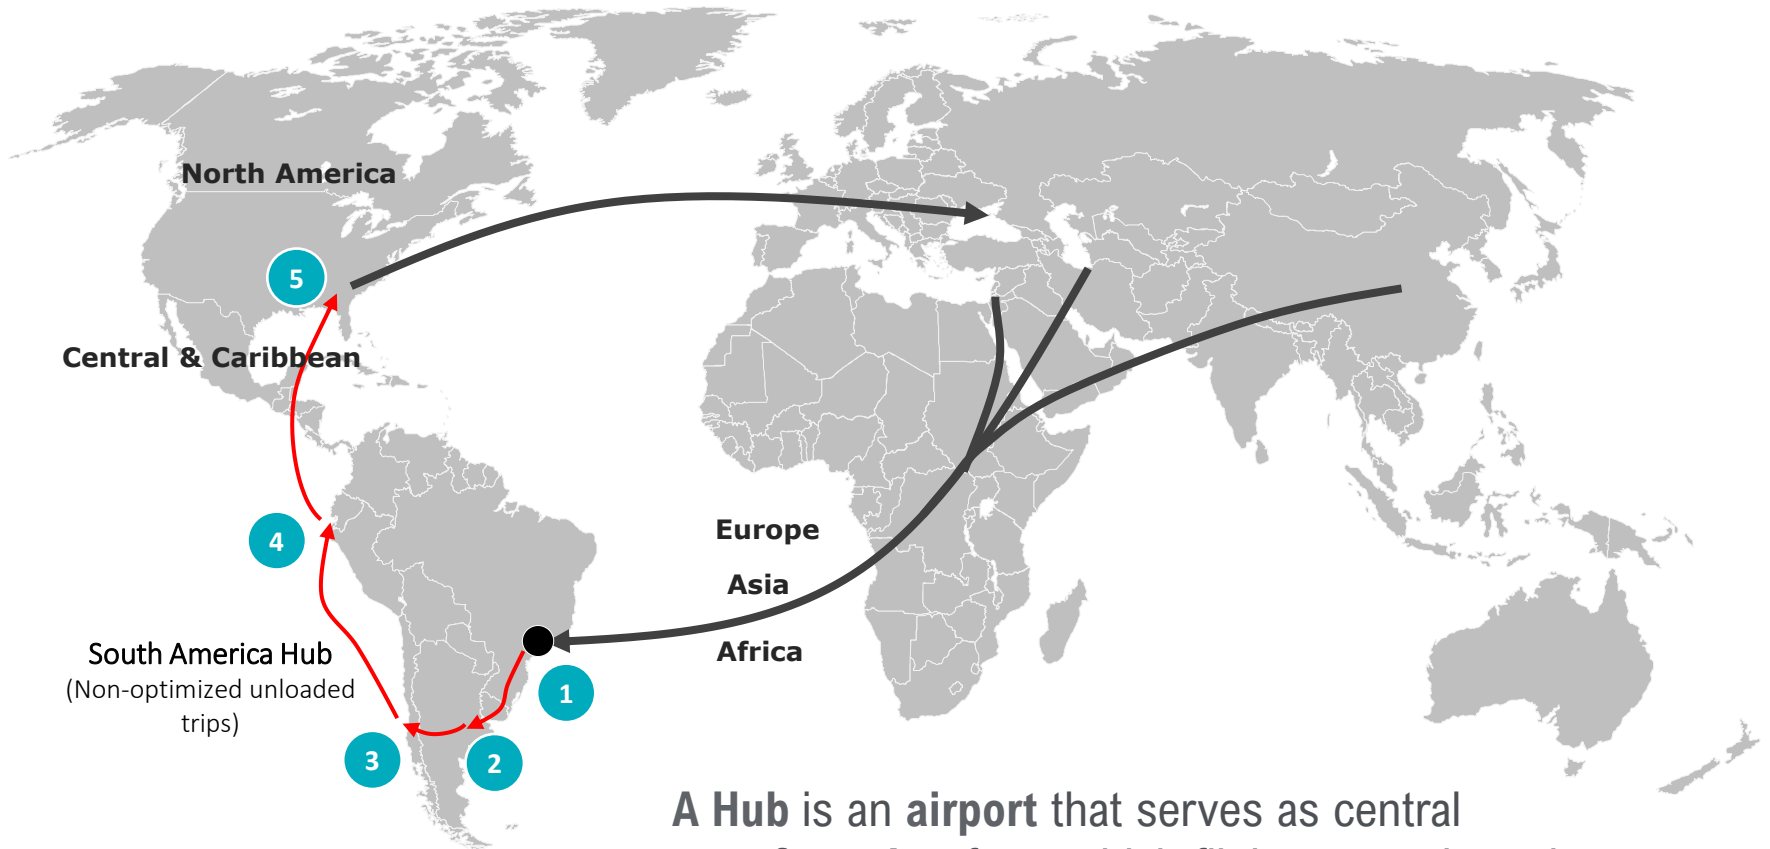 North America
5
Central & Caribbean
4
Europe
Asia
Africa
South America Hub
(Non-optimized unloaded
trips)
1
2
3
A Hub is an airport that serves as central